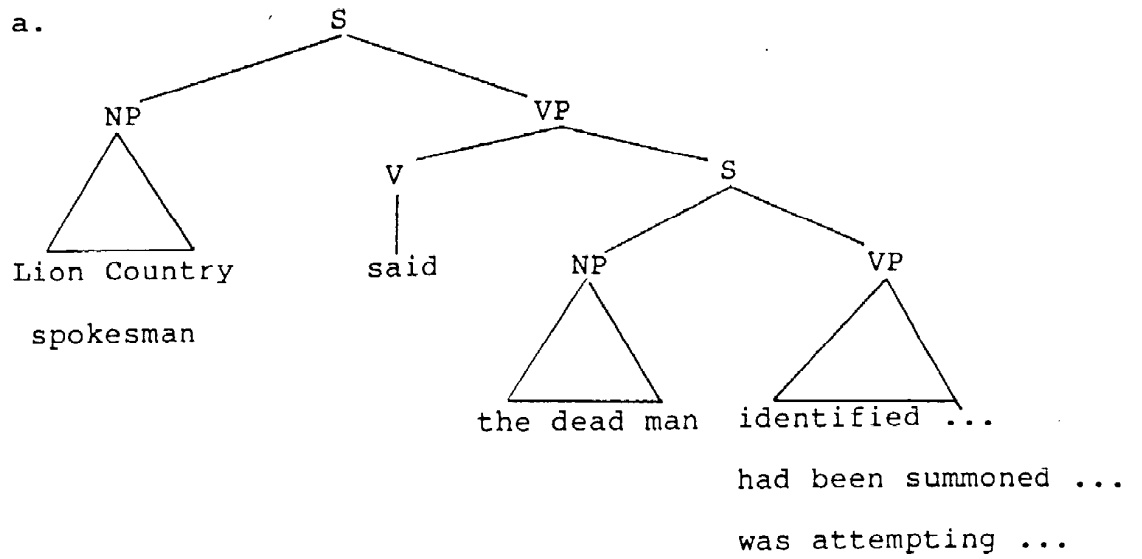 a. S
NP VP
V S
Lion Country said NP VP
spokesman
the dead man identified ...
had been summoned ...
was attempting ...